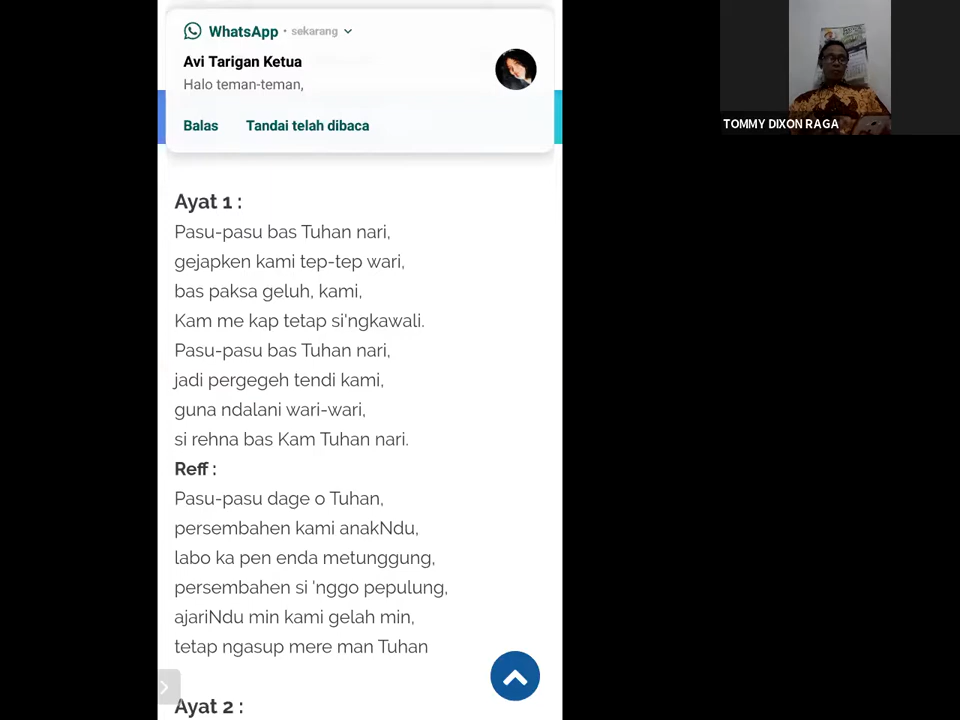 WhatsApp • sekarang
Avi Tarigan Ketua
Halo teman-teman,
Balas Tandai telah dibaca
TOMMY DIXON RAGA
Ayat 1 :
Pasu-pasu bas Tuhan nari,
gejapken kami tep-tep wari,
bas paksa geluh, kami,
Kam me kap tetap si'ngkawali.
Pasu-pasu bas Tuhan nari,
jadi pergegeh tendi kami,
guna ndalani wari-wari,
si rehna bas Kam Tuhan nari.
Reff :
Pasu-pasu dage o Tuhan,
persembahen kami anakNdu,
labo ka pen enda metunggung,
persembahen si 'nggo pepulung,
ajariNdu min kami gelah min,
tetap ngasup mere man Tuhan
Ayat 2 :